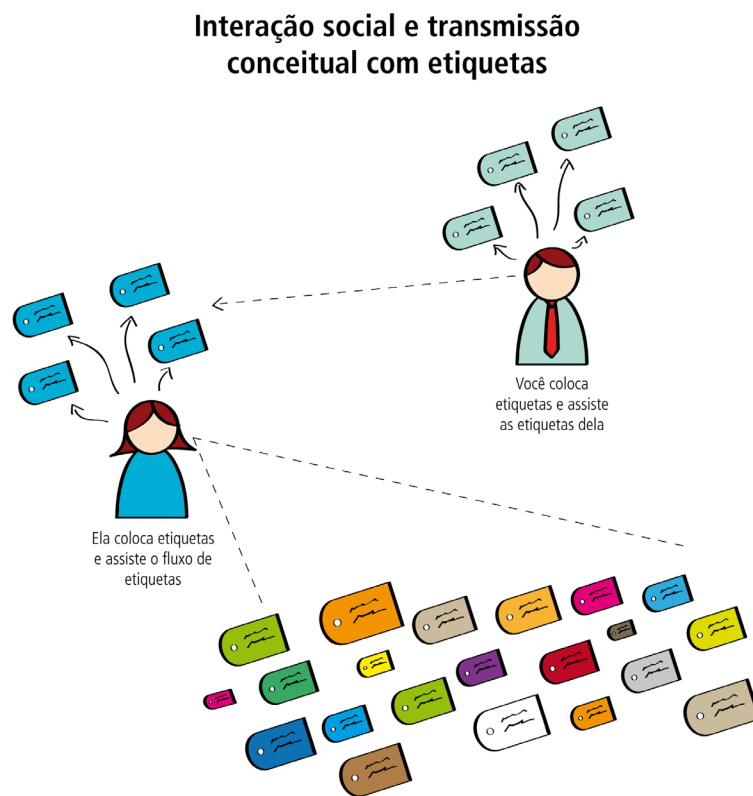 Interação social e transmissão
conceitual com etiquetas
Você coloca
etiquetas e assiste
as etiquetas dela
Ela coloca etiquetas
e assiste o fluxo de
etiquetas